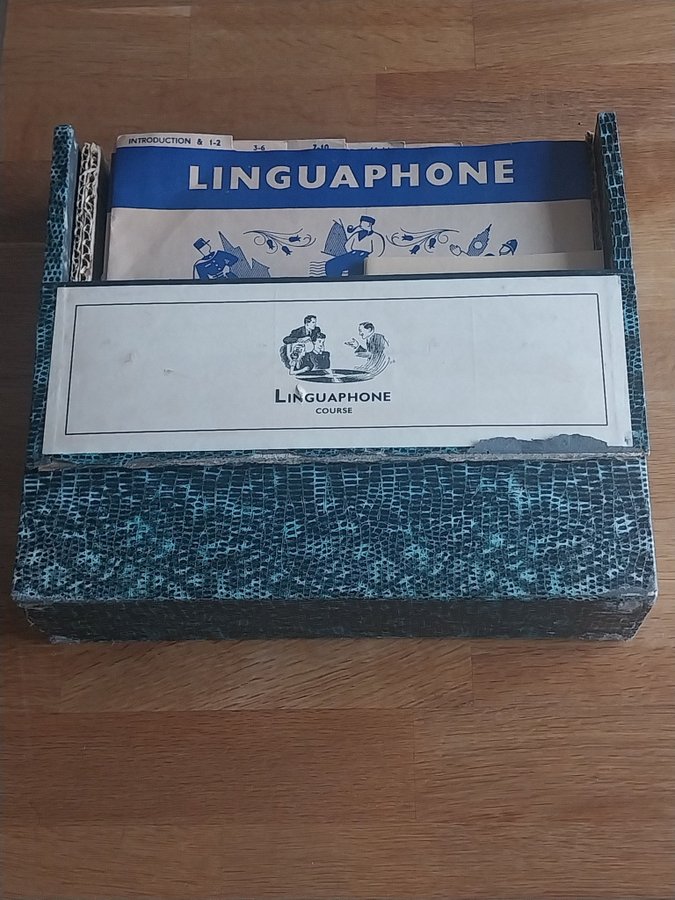 INTRODUCTION & 1-2
3-6
7-10
LINGUAPHONE
LINGUAPHONE
COURSE